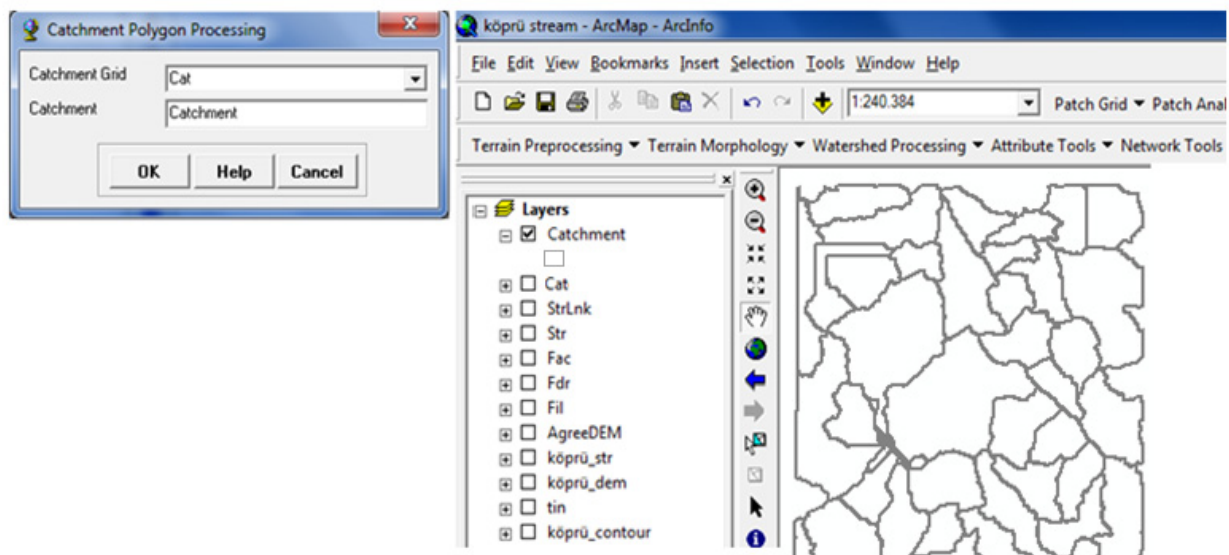 Catchment Polygon Processing
Catchment Grid
Cat
Catchment
Catchment
OK Help Cancel
köprü stream - ArcMap - ArcInfo
File Edit View Bookmarks Insert Selection Tools Window Help
1:240.384
Patch Grid Patch Anal
Terrain Preprocessing Terrain Morphology Watershed Processing Attribute Tools Network Tools
Layers
Catchment
Cat
StrLnk
Str
Fac
Fdr
Fil
AgreeDEM
köprü_str
köprü_dem
tin
köprü_contour